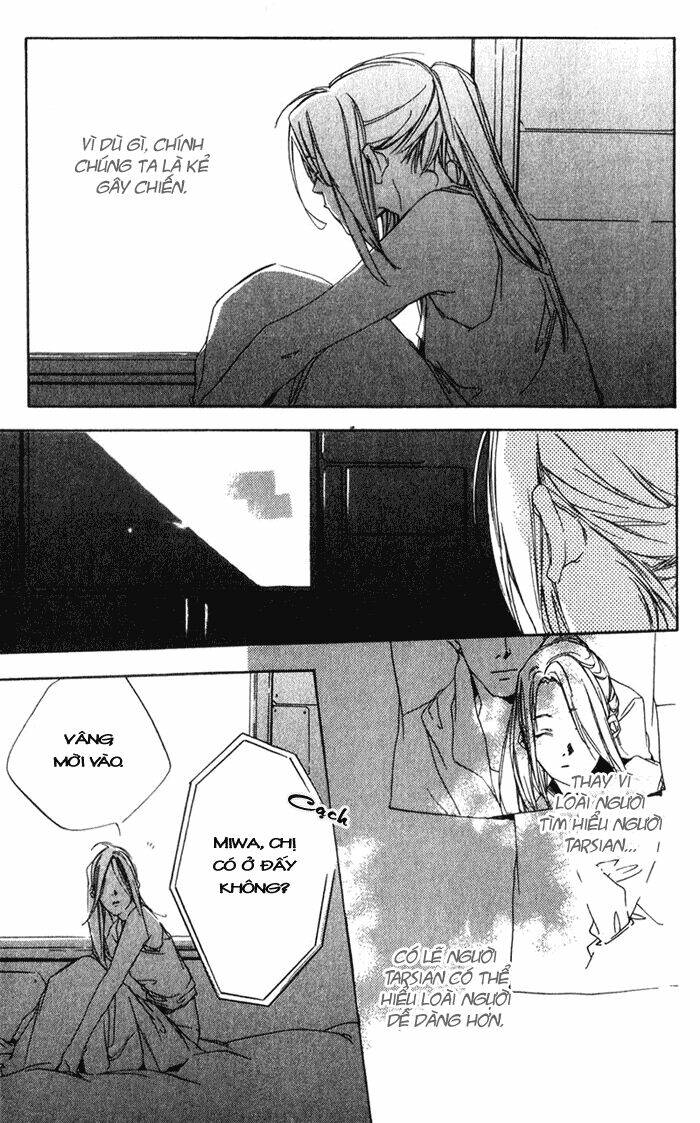 VÌ DÙ GÌ, CHÍNH
CHÚNG TA LÀ KẺ
GÂY CHIẾN.
THAY VÌ
LOÀI NGƯỜI
TÌM HIỂU NGƯỜI
TARSIAN...
CÓ LẼ NGƯỜI
TARSIAN CÓ THỂ
HIỂU LOÀI NGƯỜI
DỄ DÀNG HƠN.
Cạch
MIWA, CHỊ
CÓ Ở ĐẤY
KHÔNG?
VÂNG,
MỜI VÀO.